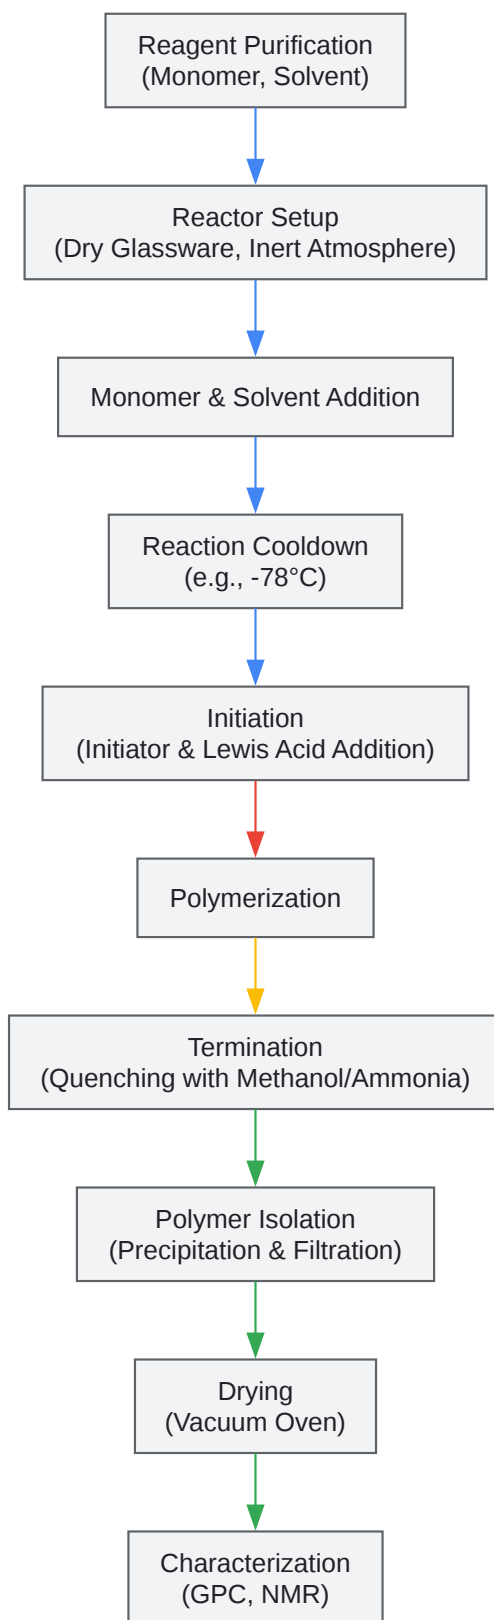 Reagent Purification
(Monomer, Solvent)
Reactor Setup
(Dry Glassware, Inert Atmosphere)
Monomer & Solvent Addition
Reaction Cooldown
(e.g., -78°C)
Initiation
(Initiator & Lewis Acid Addition)
Polymerization
Termination
(Quenching with Methanol/Ammonia)
Polymer Isolation
(Precipitation & Filtration)
Drying
(Vacuum Oven)
Characterization
(GPC, NMR)